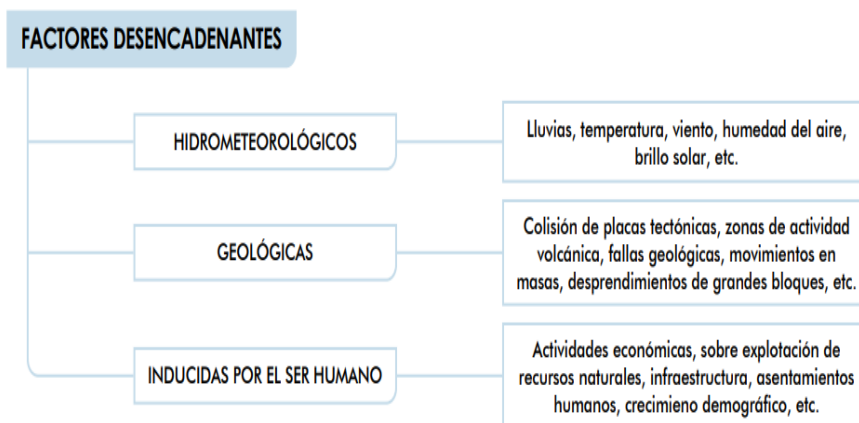 FACTORES DESENCADENANTES
HIDROMETEOROLÓGICOS
Lluvias, temperatura, viento, humedad del aire,
brillo solar, etc.
GEOLÓGICAS
Colisión de placas tectónicas, zonas de actividad
volcánica, fallas geológicas, movimientos en
masas, desprendimientos de grandes bloques, etc.
INDUCIDAS POR EL SER HUMANO
Actividades económicas, sobre explotación de
recursos naturales, infraestructura, asentamientos
humanos, crecimieno demográfico, etc.